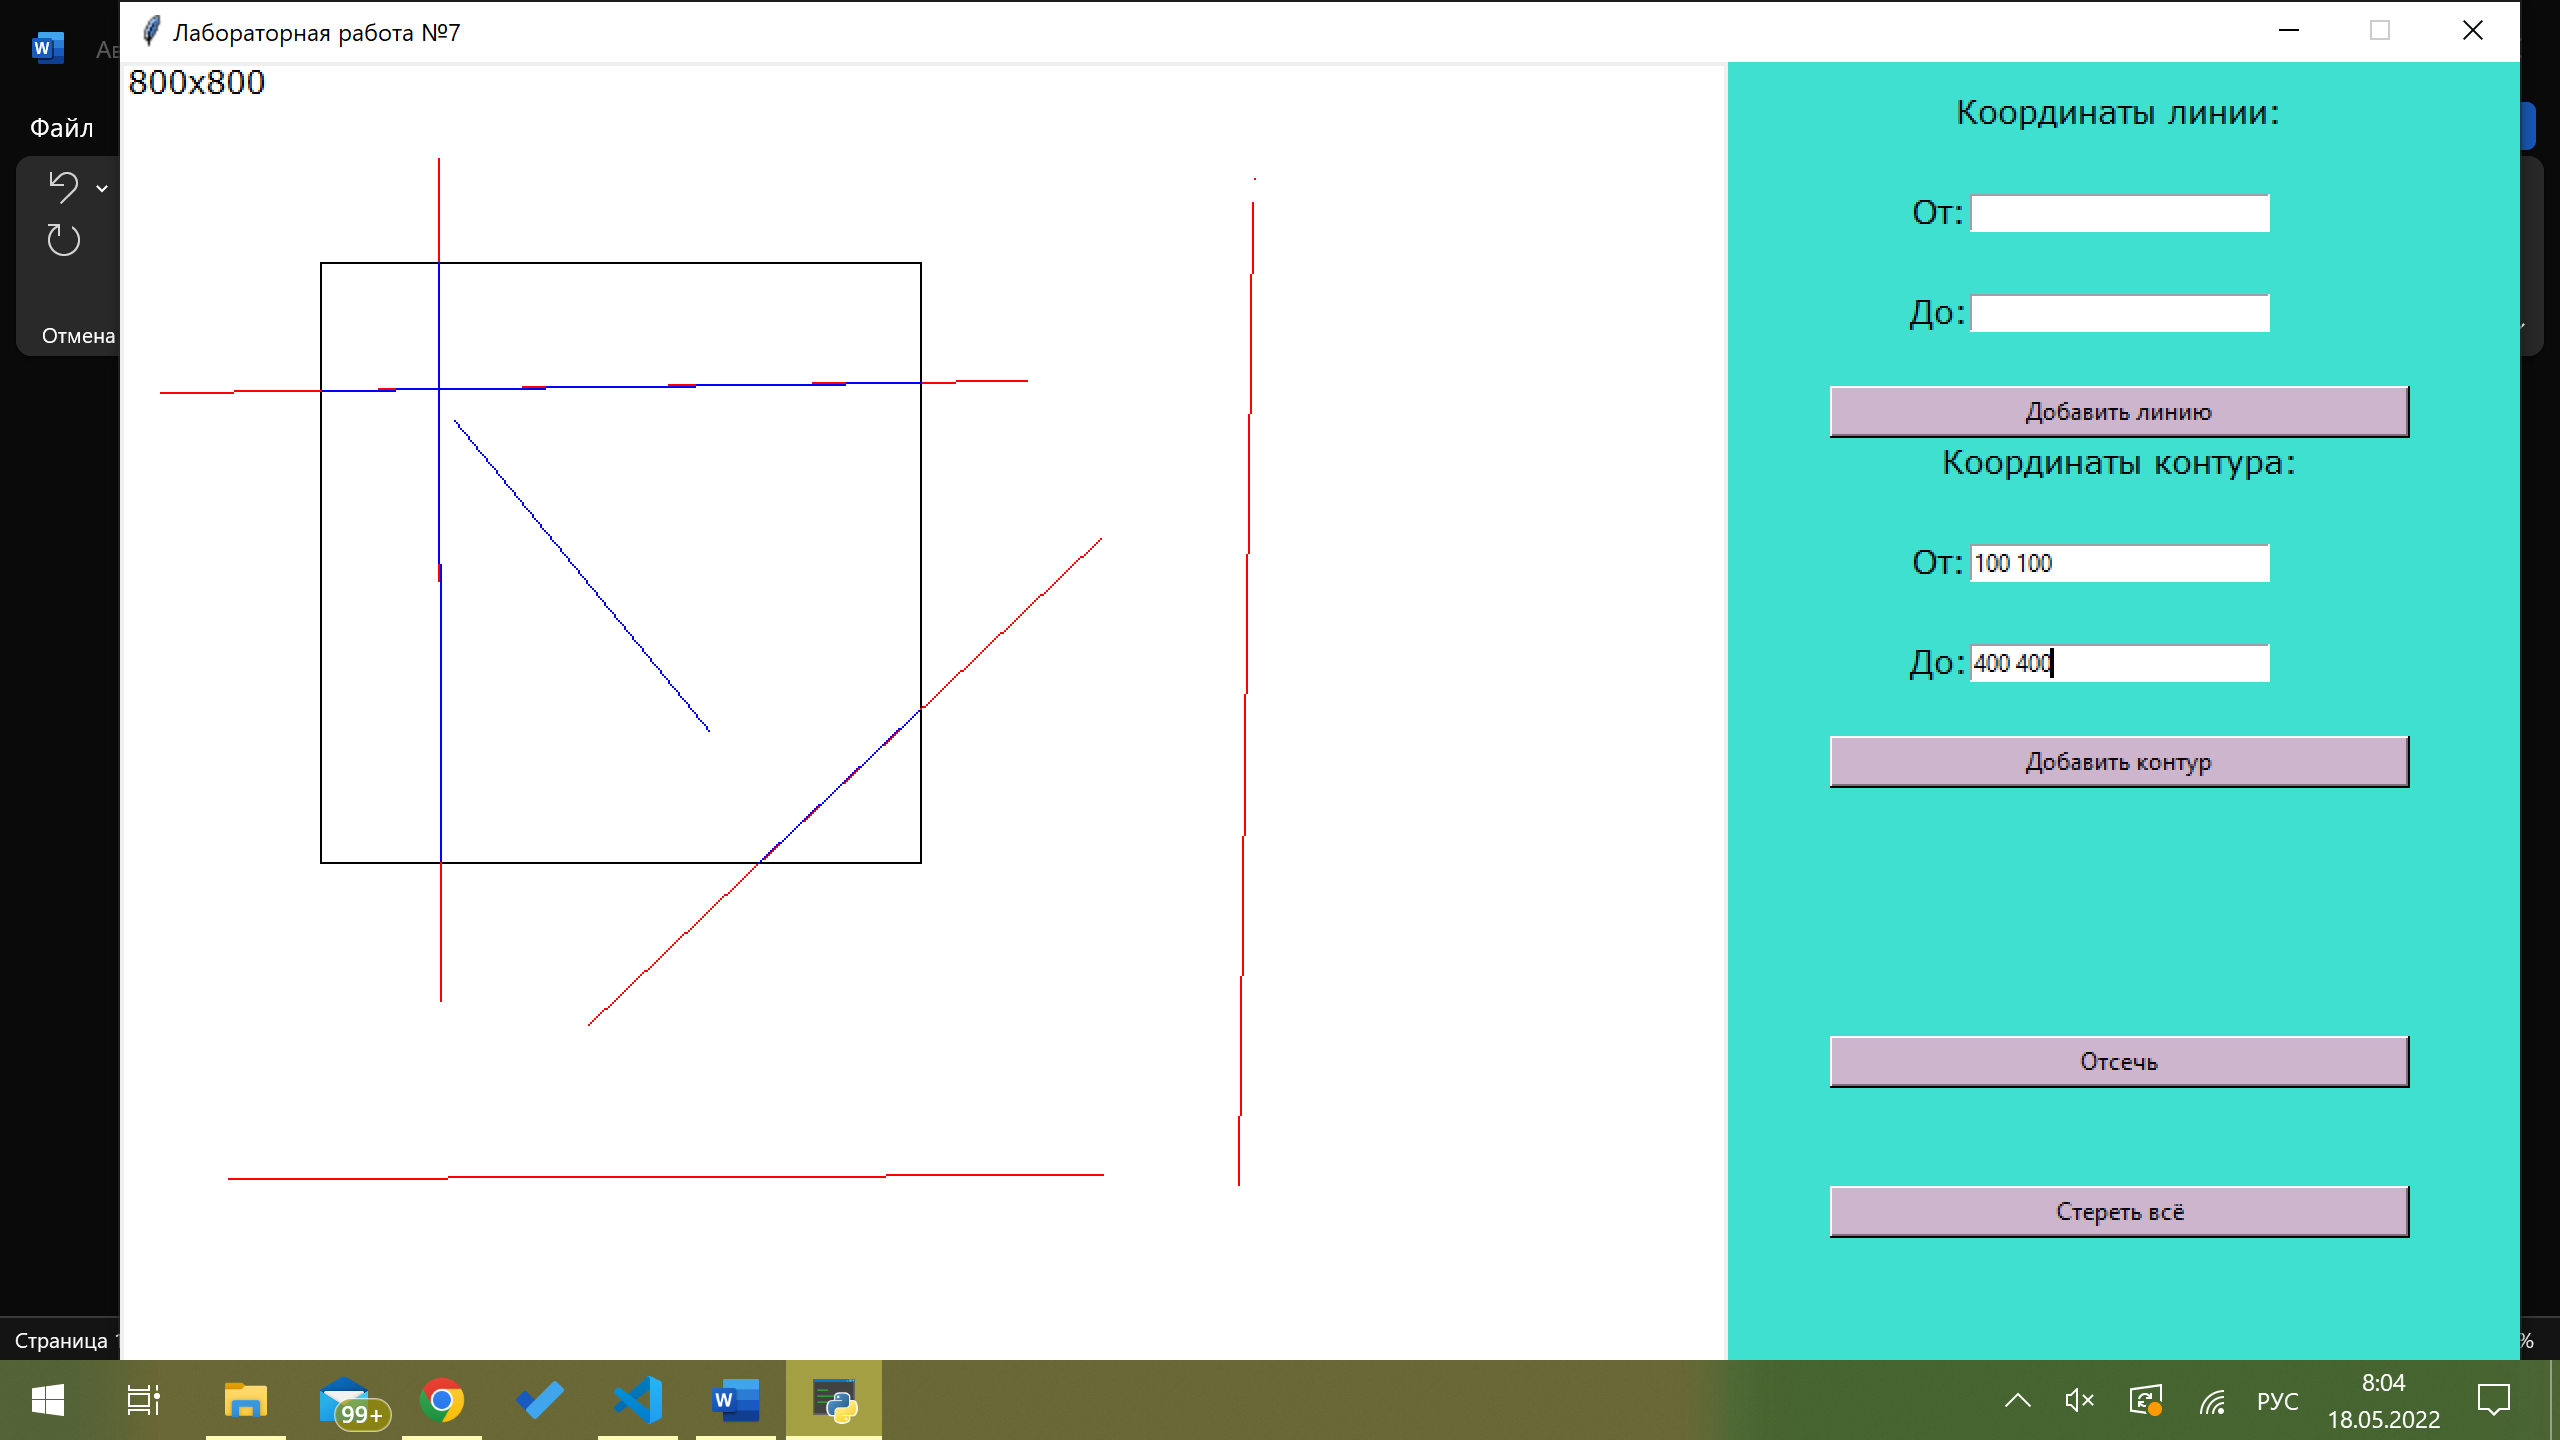 Лабораторная работа №7
Файл
Отмена
800x800
Координаты линии:
От:
До:
Добавить линию
Координаты контура:
От: 100 100
До: 400 400
Добавить контур
Отсечь
Стереть всё
Страница
%
99+
РУС
8:04
18.05.2022